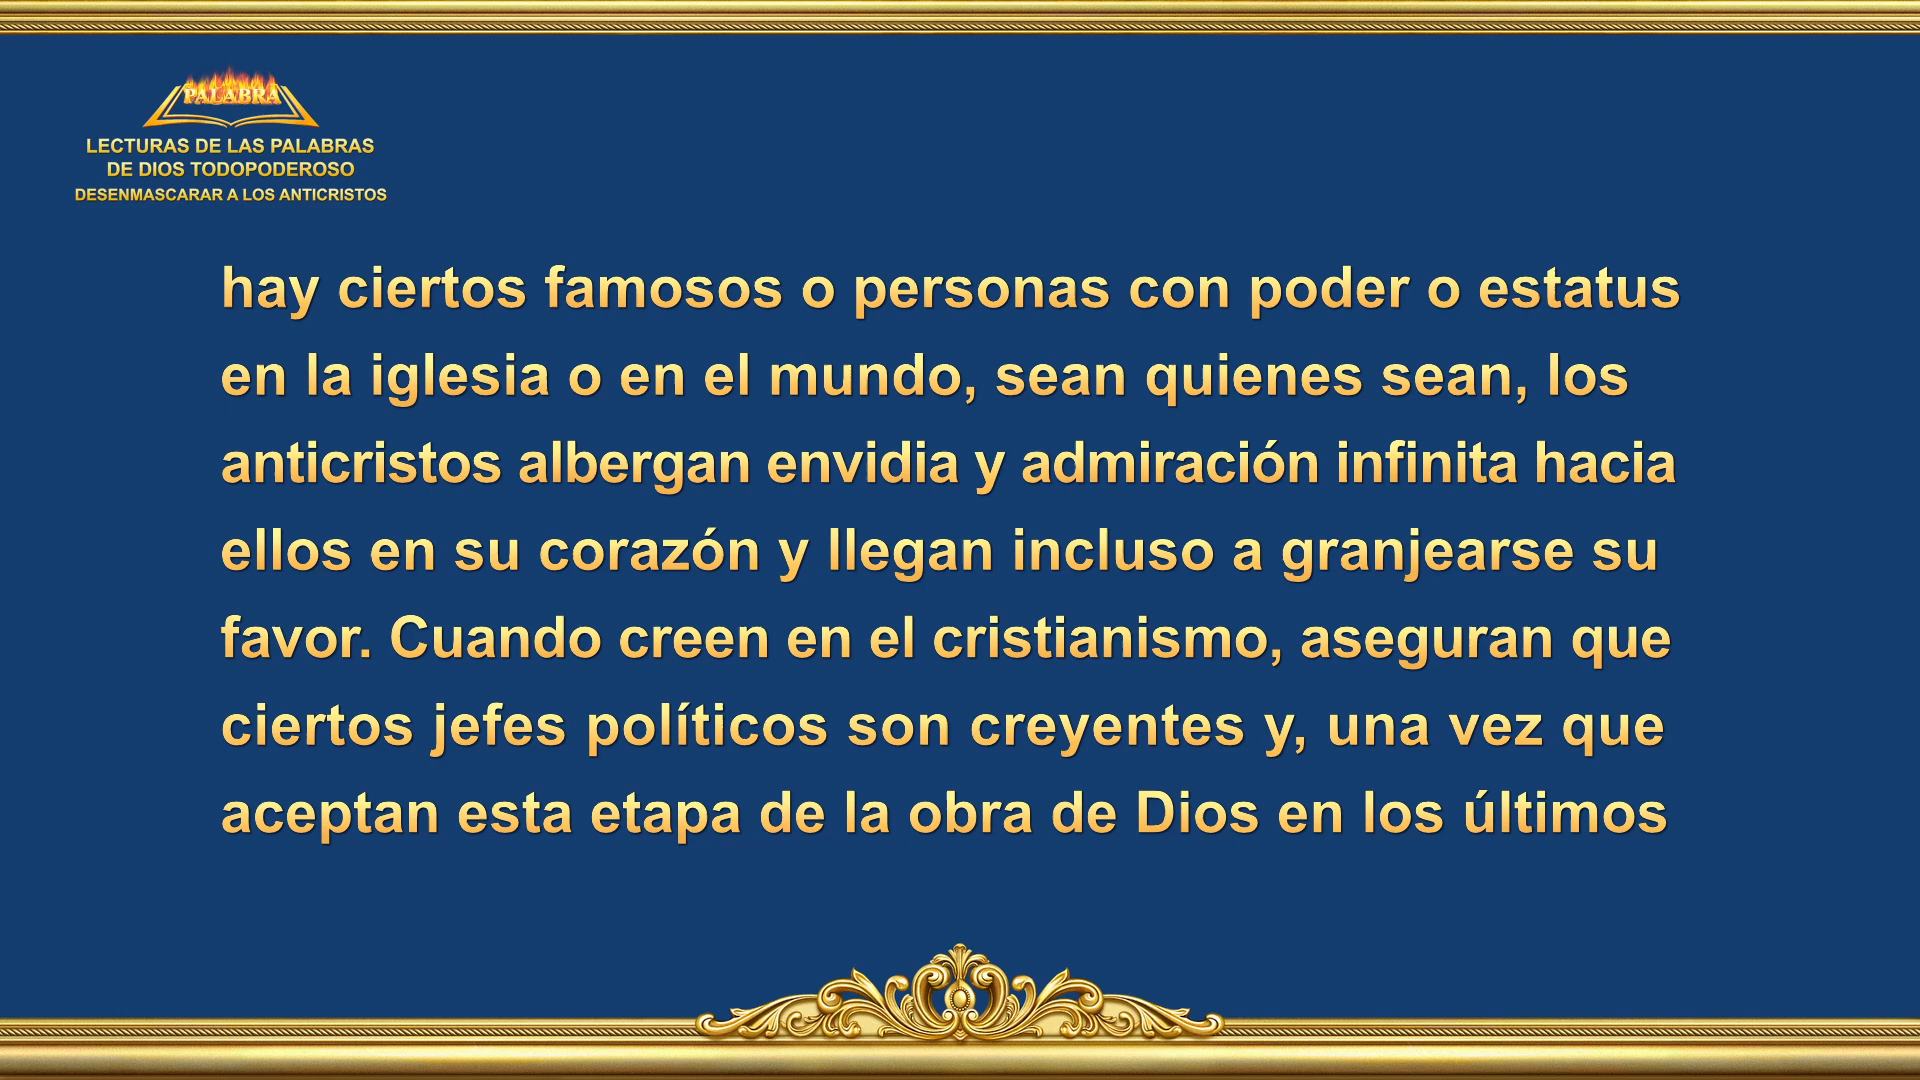 PALABRA
LECTURAS DE LAS PALABRAS
DE DIOS TODOPODEROSO
DESENMASCARAR A LOS ANTICRISTOS
hay ciertos famosos o personas con poder o estatus
en la iglesia o en el mundo, sean quienes sean, los
anticristos albergan envidia y admiración infinita hacia
ellos en su corazón y llegan incluso a granjearse su
favor. Cuando creen en el cristianismo, aseguran que
ciertos jefes políticos son creyentes y, una vez que
aceptan esta etapa de la obra de Dios en los últimos